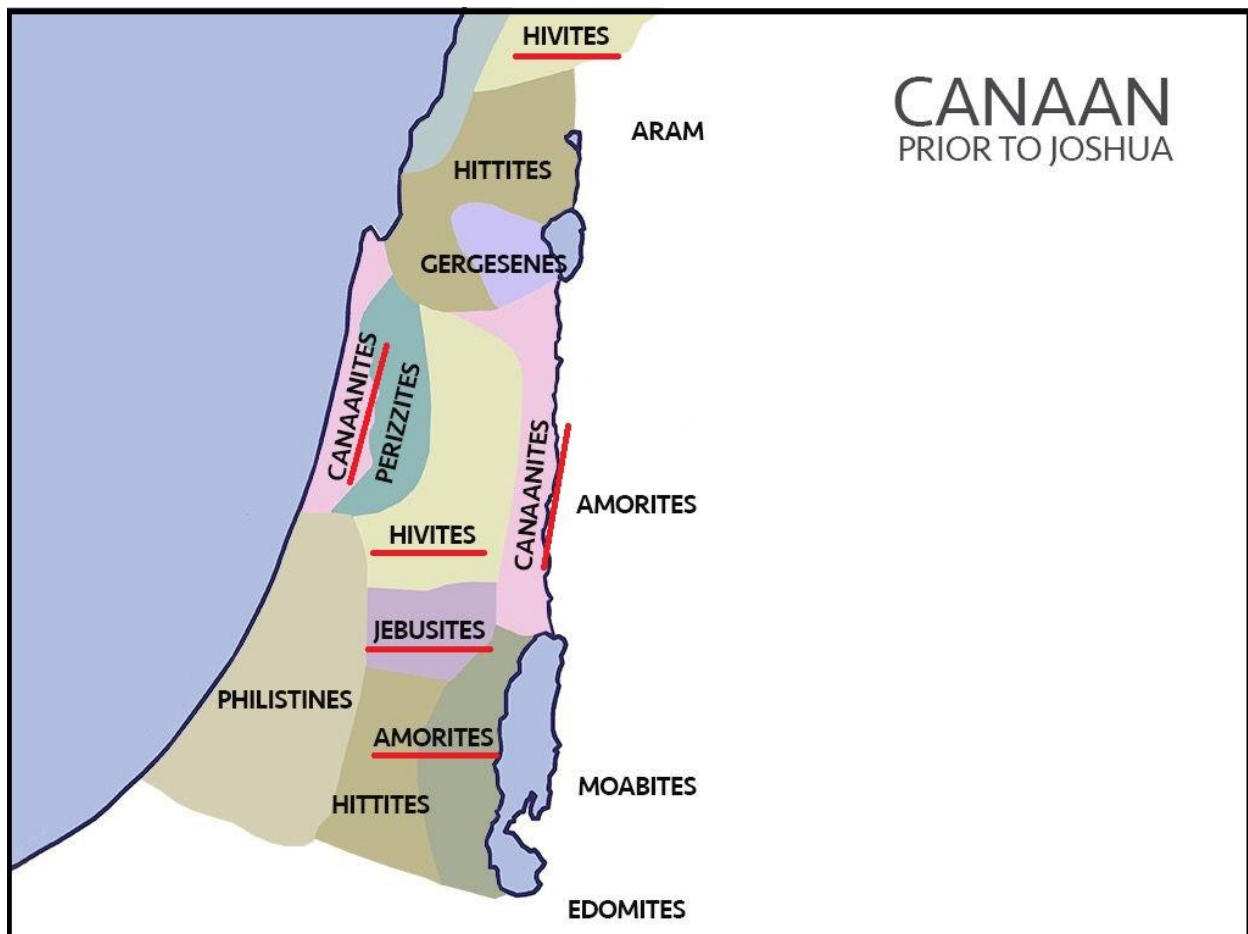 HIVITES
CANAAN
PRIOR TO JOSHUA
ARAM
HITTITES
GERGESENES
CANAANITES
PERIZZITES
CANAANITES
AMORITES
HIVITES
JEBUSITES
PHILISTINES
AMORITES
MOABITES
HITTITES
EDOMITES